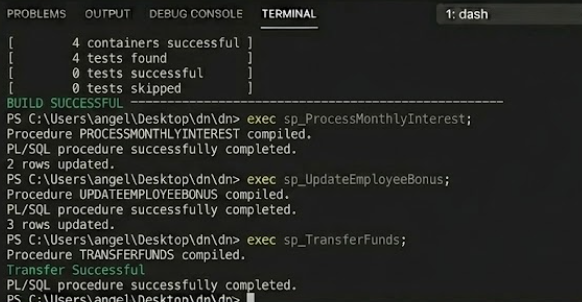 PROBLEMS OUTPUT DEBUG CONSOLE TERMINAL 1: dash
[ 4 containers successful ]
[ 4 tests found ]
[ 0 tests successful ]
[ 0 tests skipped ]
BUILD SUCCESSFUL ------------------------------------------------
PS C:\Users\angel\Desktop\dn\dn> exec sp_ProcessMonthlyInterest;
Procedure PROCESSMONTHLYINTEREST compiled.
PL/SQL procedure successfully completed.
2 rows updated.
PS C:\Users\angel\Desktop\dn\dn> exec sp_UpdateEmployeeBonus;
Procedure UPDATEEMPLOYEEBONUS compiled.
PL/SQL procedure successfully completed.
3 rows updated.
PS C:\Users\angel\Desktop\dn\dn> exec sp_TransferFunds;
Procedure TRANSFERFUNDS compiled.
Transfer Successful
PL/SQL procedure successfully completed.
PS C:\Users\angel\Desktop\dn\dn>